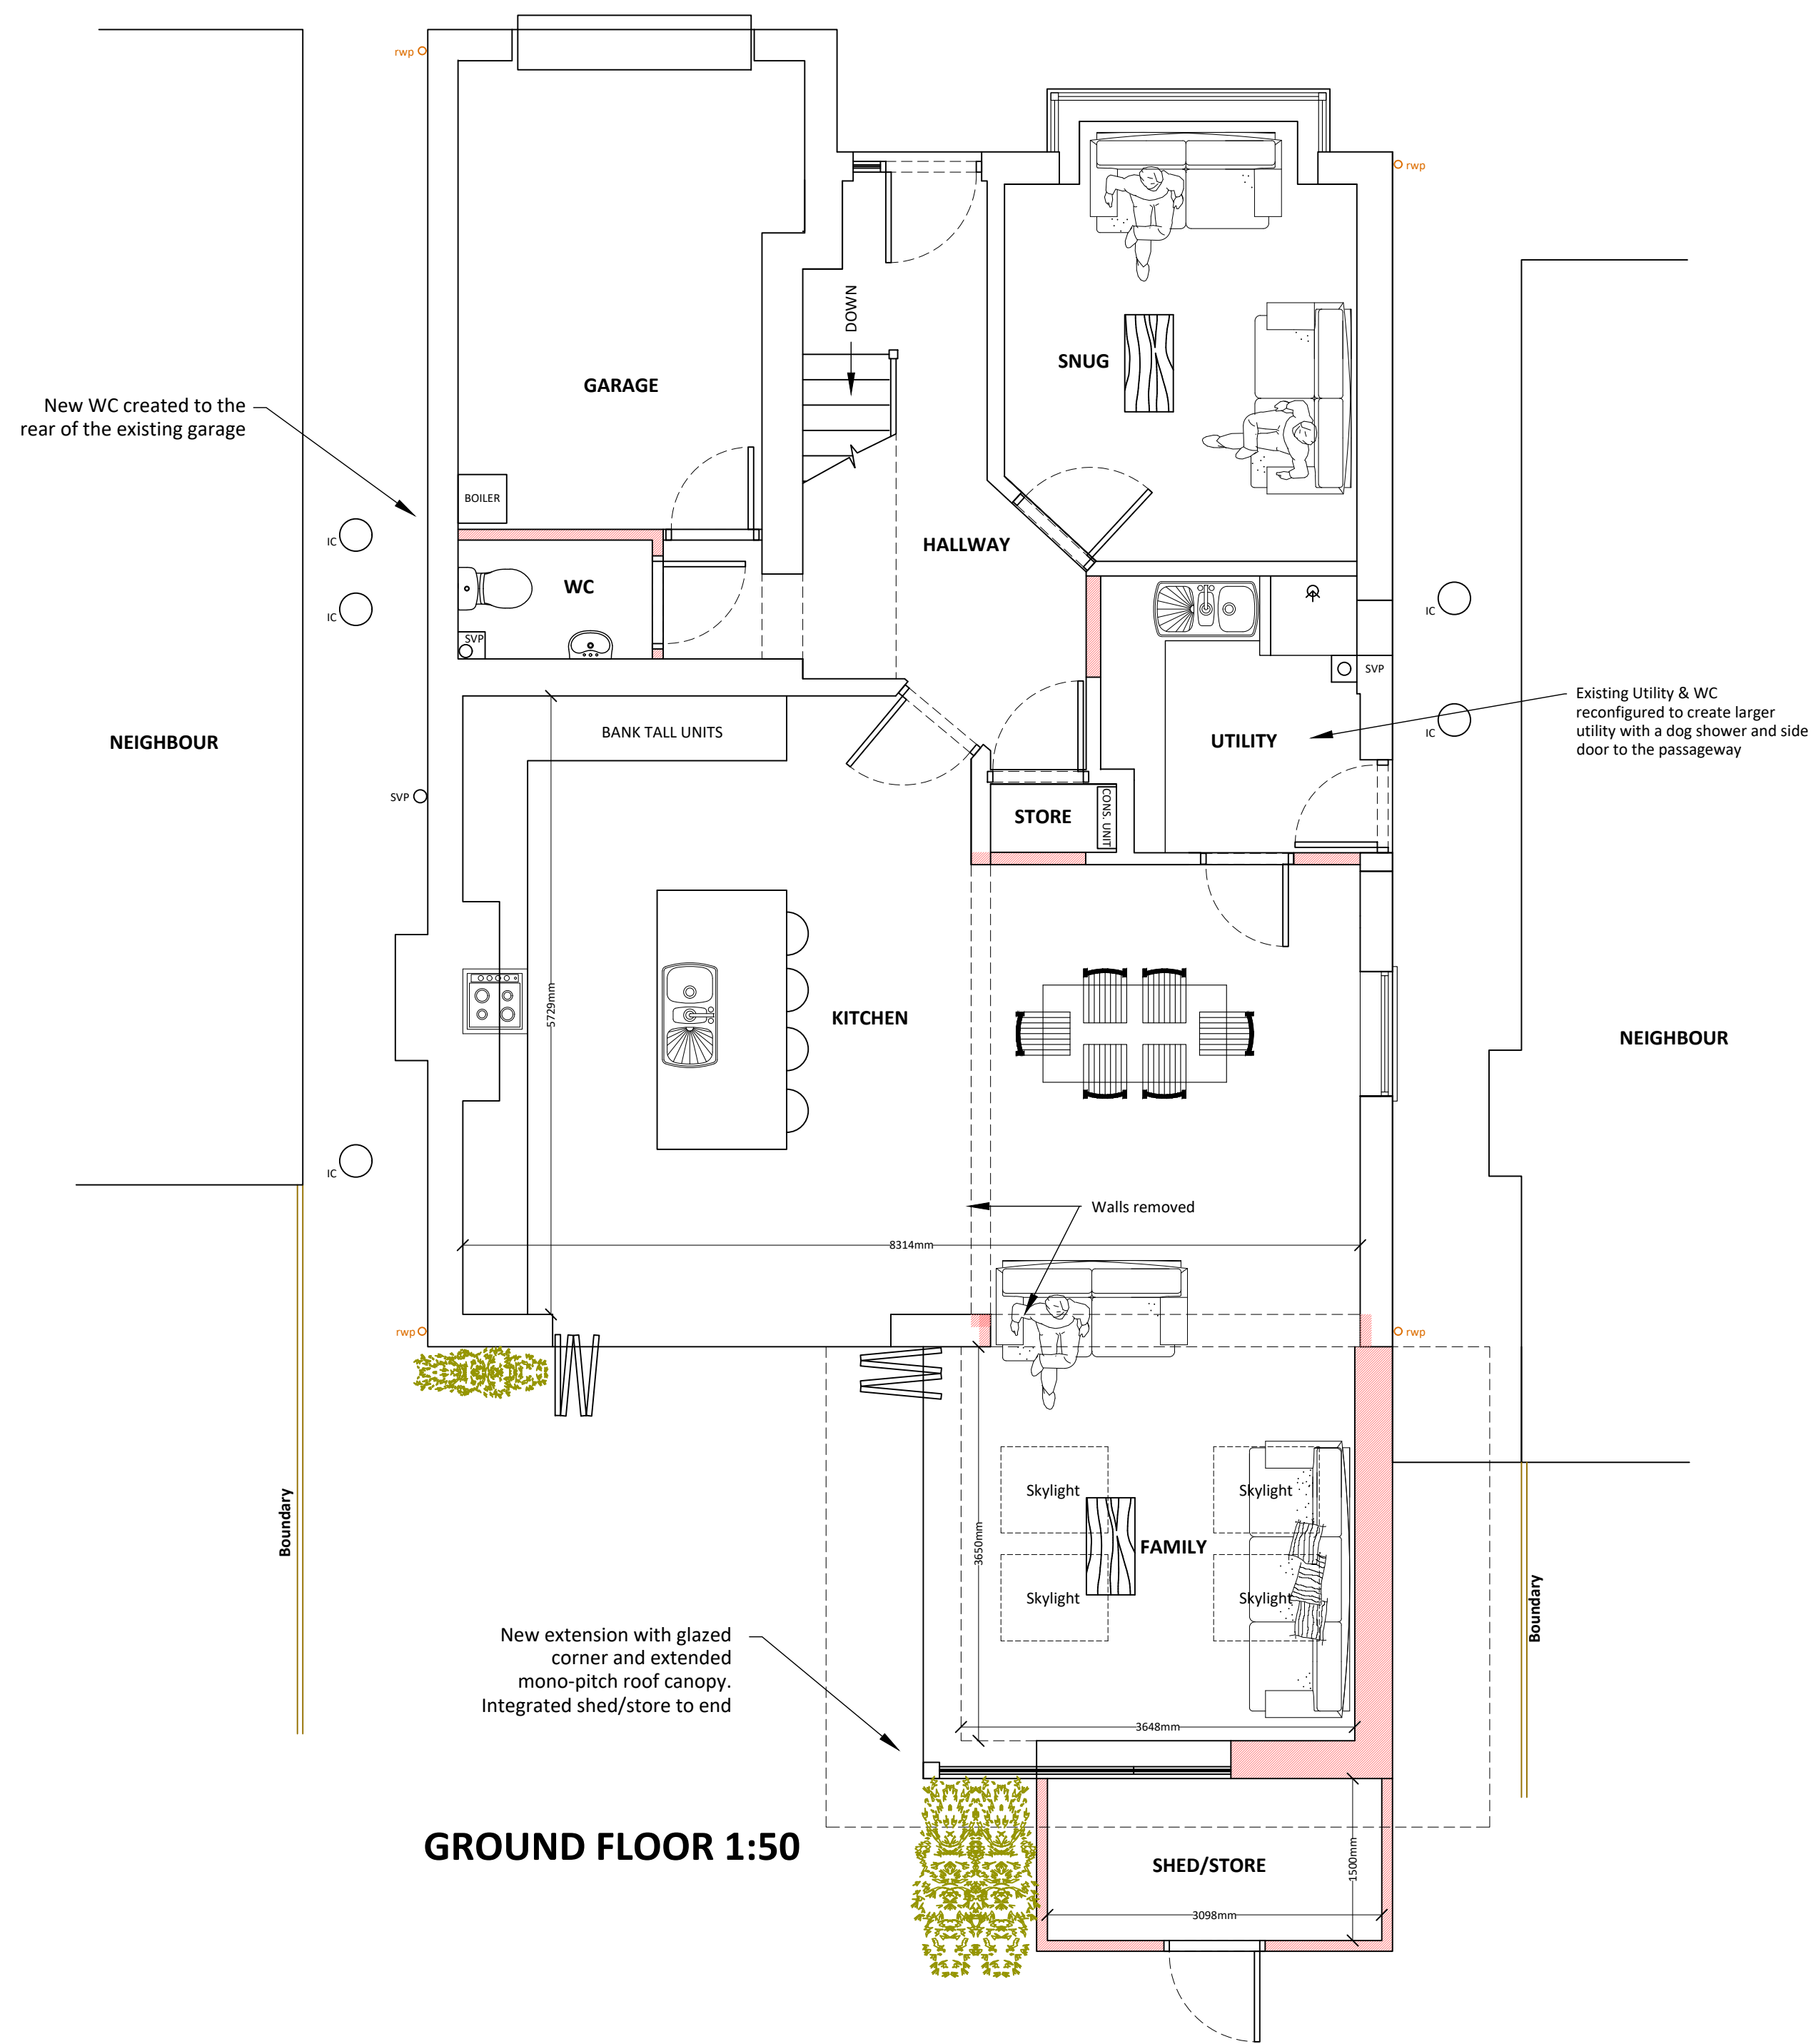 rwp
rwp
DOWN
SNUG
GARAGE
New WC created to the
rear of the existing garage
BOILER
IC
HALLWAY
WC
IC
IC
SVP
SVP
Existing Utility & WC
reconfigured to create larger
utility with a dog shower and side
door to the passageway
IC
NEIGHBOUR
BANK TALL UNITS
UTILITY
SVP
STORE
CONS. UNIT
5729mm
KITCHEN
NEIGHBOUR
IC
Walls removed
8314mm
rwp
rwp
Boundary
Skylight
Skylight
3650mm
FAMILY
Skylight
Skylight
Boundary
New extension with glazed
corner and extended
mono-pitch roof canopy.
Integrated shed/store to end
3648mm
GROUND FLOOR 1:50
SHED/STORE
1500mm
3098mm